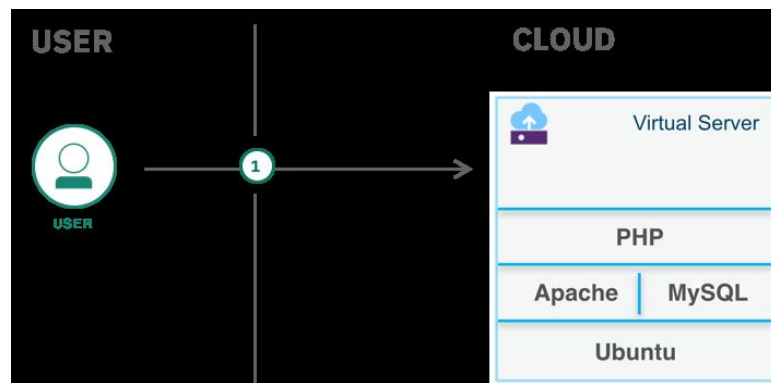 USER
CLOUD
1
USER
Virtual Server
PHP
Apache
MySQL
Ubuntu